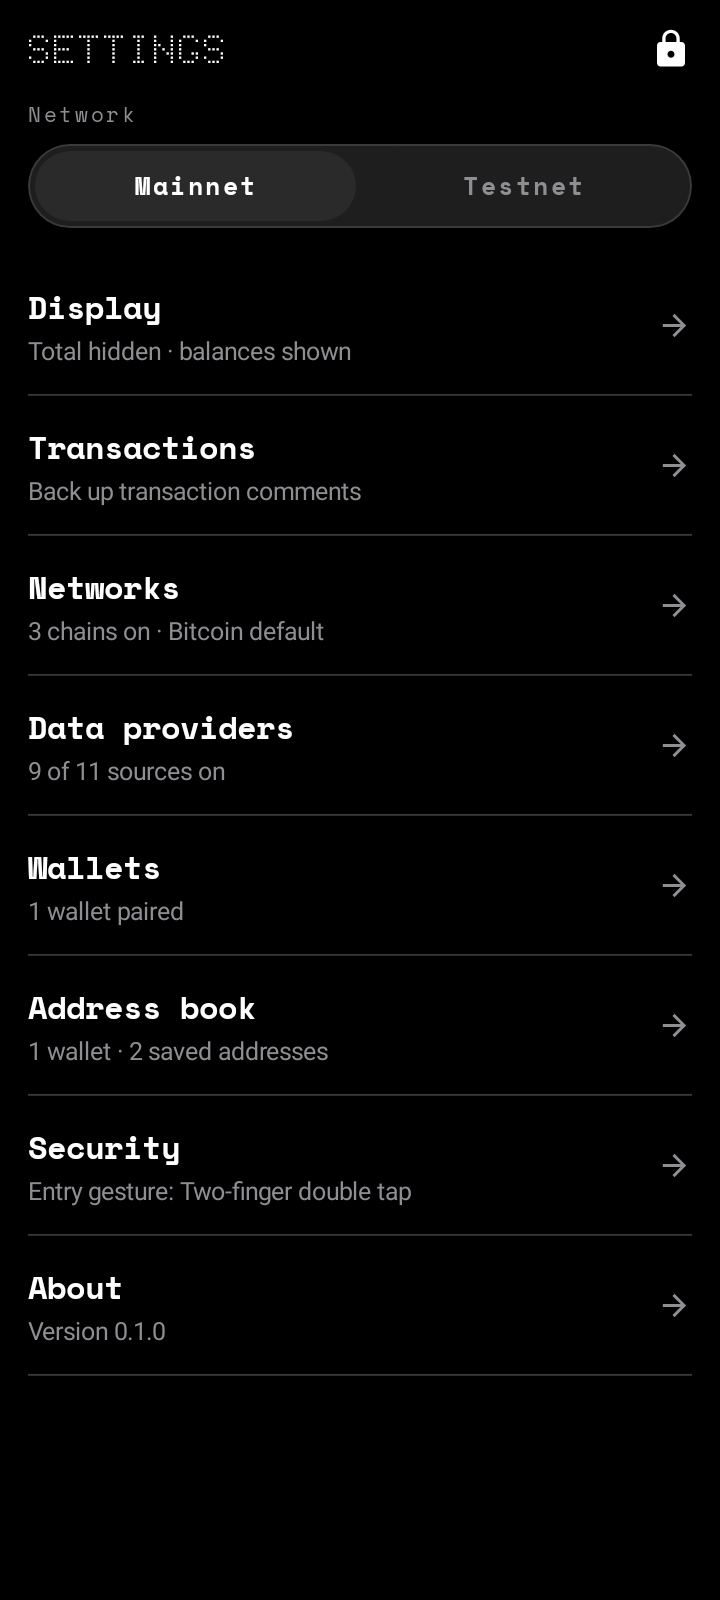 SETTINGS
Network
Mainnet
Testnet
Display
Total hidden · balances shown
Transactions
Back up transaction comments
Networks
3 chains on · Bitcoin default
Data providers
9 of 11 sources on
Wallets
1 wallet paired
Address book
1 wallet · 2 saved addresses
Security
Entry gesture: Two-finger double tap
About
Version 0.1.0